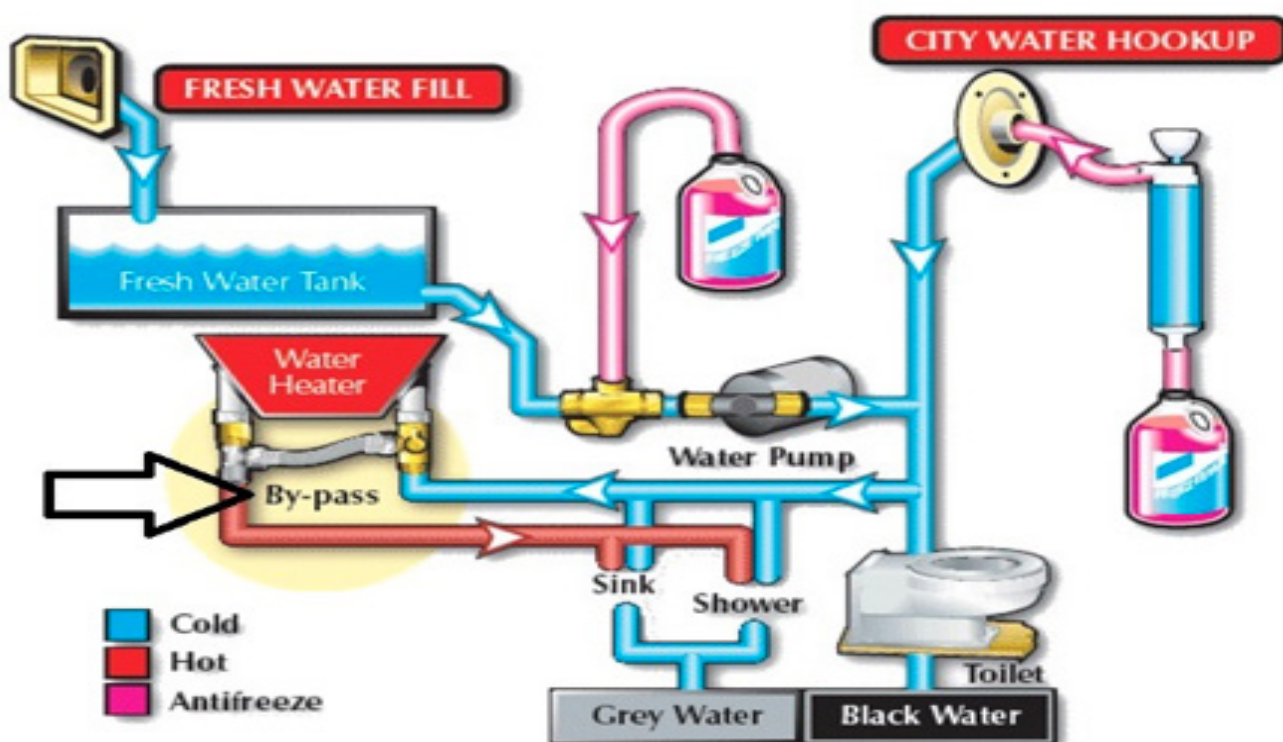 CITY WATER HOOKUP
FRESH WATER FILL
Fresh Water Tank
Water
Heater
Water Pump
By-pass
Sink
Shower
Toilet
Cold
Hot
Antifreeze
Grey Water
Black Water